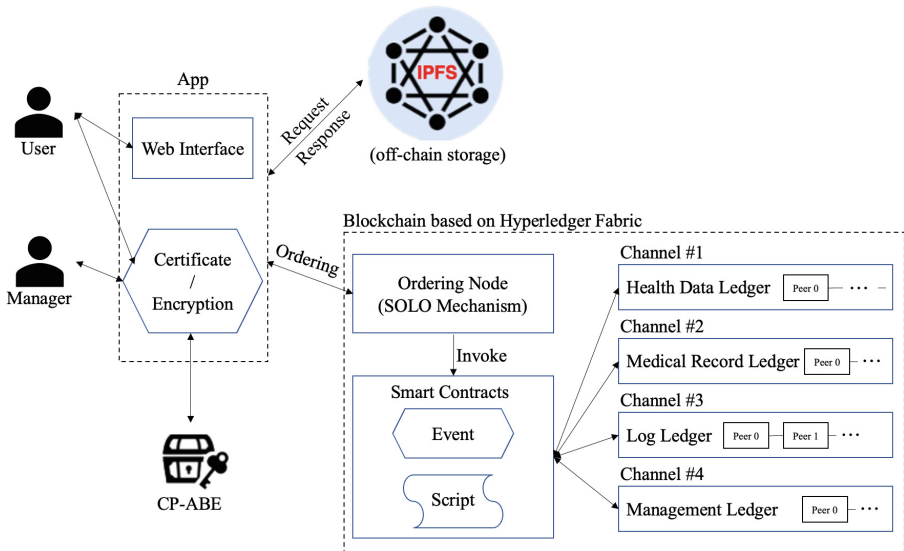 App
IPFS
User
Web Interface
Request
Response
(off-chain storage)
Manager
Certificate
/
Encryption
Ordering
Blockchain based on Hyperledger Fabric
Ordering Node
(SOLO Mechanism)
Invoke
Smart Contracts
Event
Script
Channel #1
Health Data Ledger Peer 0 ...
Channel #2
Medical Record Ledger Peer 0 ...
Channel #3
Log Ledger Peer 0 Peer 1 ...
Channel #4
Management Ledger Peer 0 ...
CP-ABE